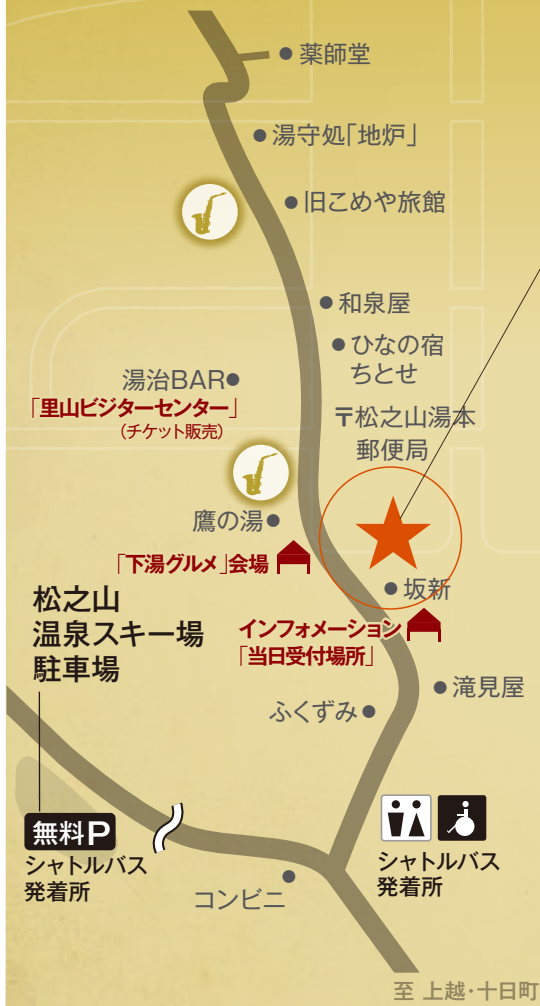 薬師堂
湯守処「地炉」
旧こめや旅館
和泉屋
ひなの宿
ちとせ
湯治BAR
「里山ビジターセンター」
(チケット販売)
〒松之山湯本
郵便局
鷹の湯
「下湯グルメ」会場
坂新
松之山
温泉スキー場
駐車場
インフォメーション
「当日受付場所」
滝見屋
ふくずみ
無料P
シャトルバス
発着所
シャトルバス
発着所
コンビニ
至 上越・十日町